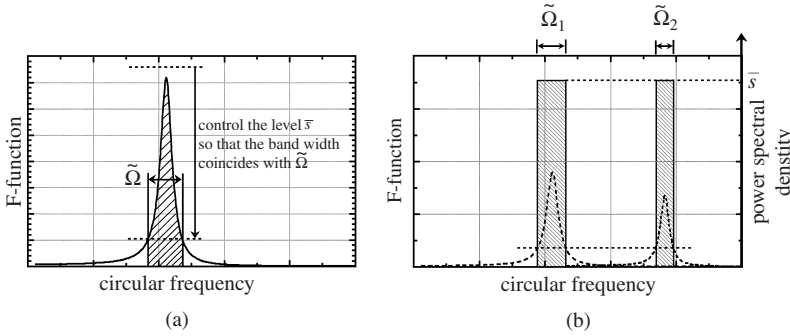 F-function
control the level s̅
so that the band width
coincides with Ω̃
Ω̃
circular frequency
(a)
Ω̃₁
Ω̃₂
s̅
F-function
power spectral
denstity
circular frequency
(b)